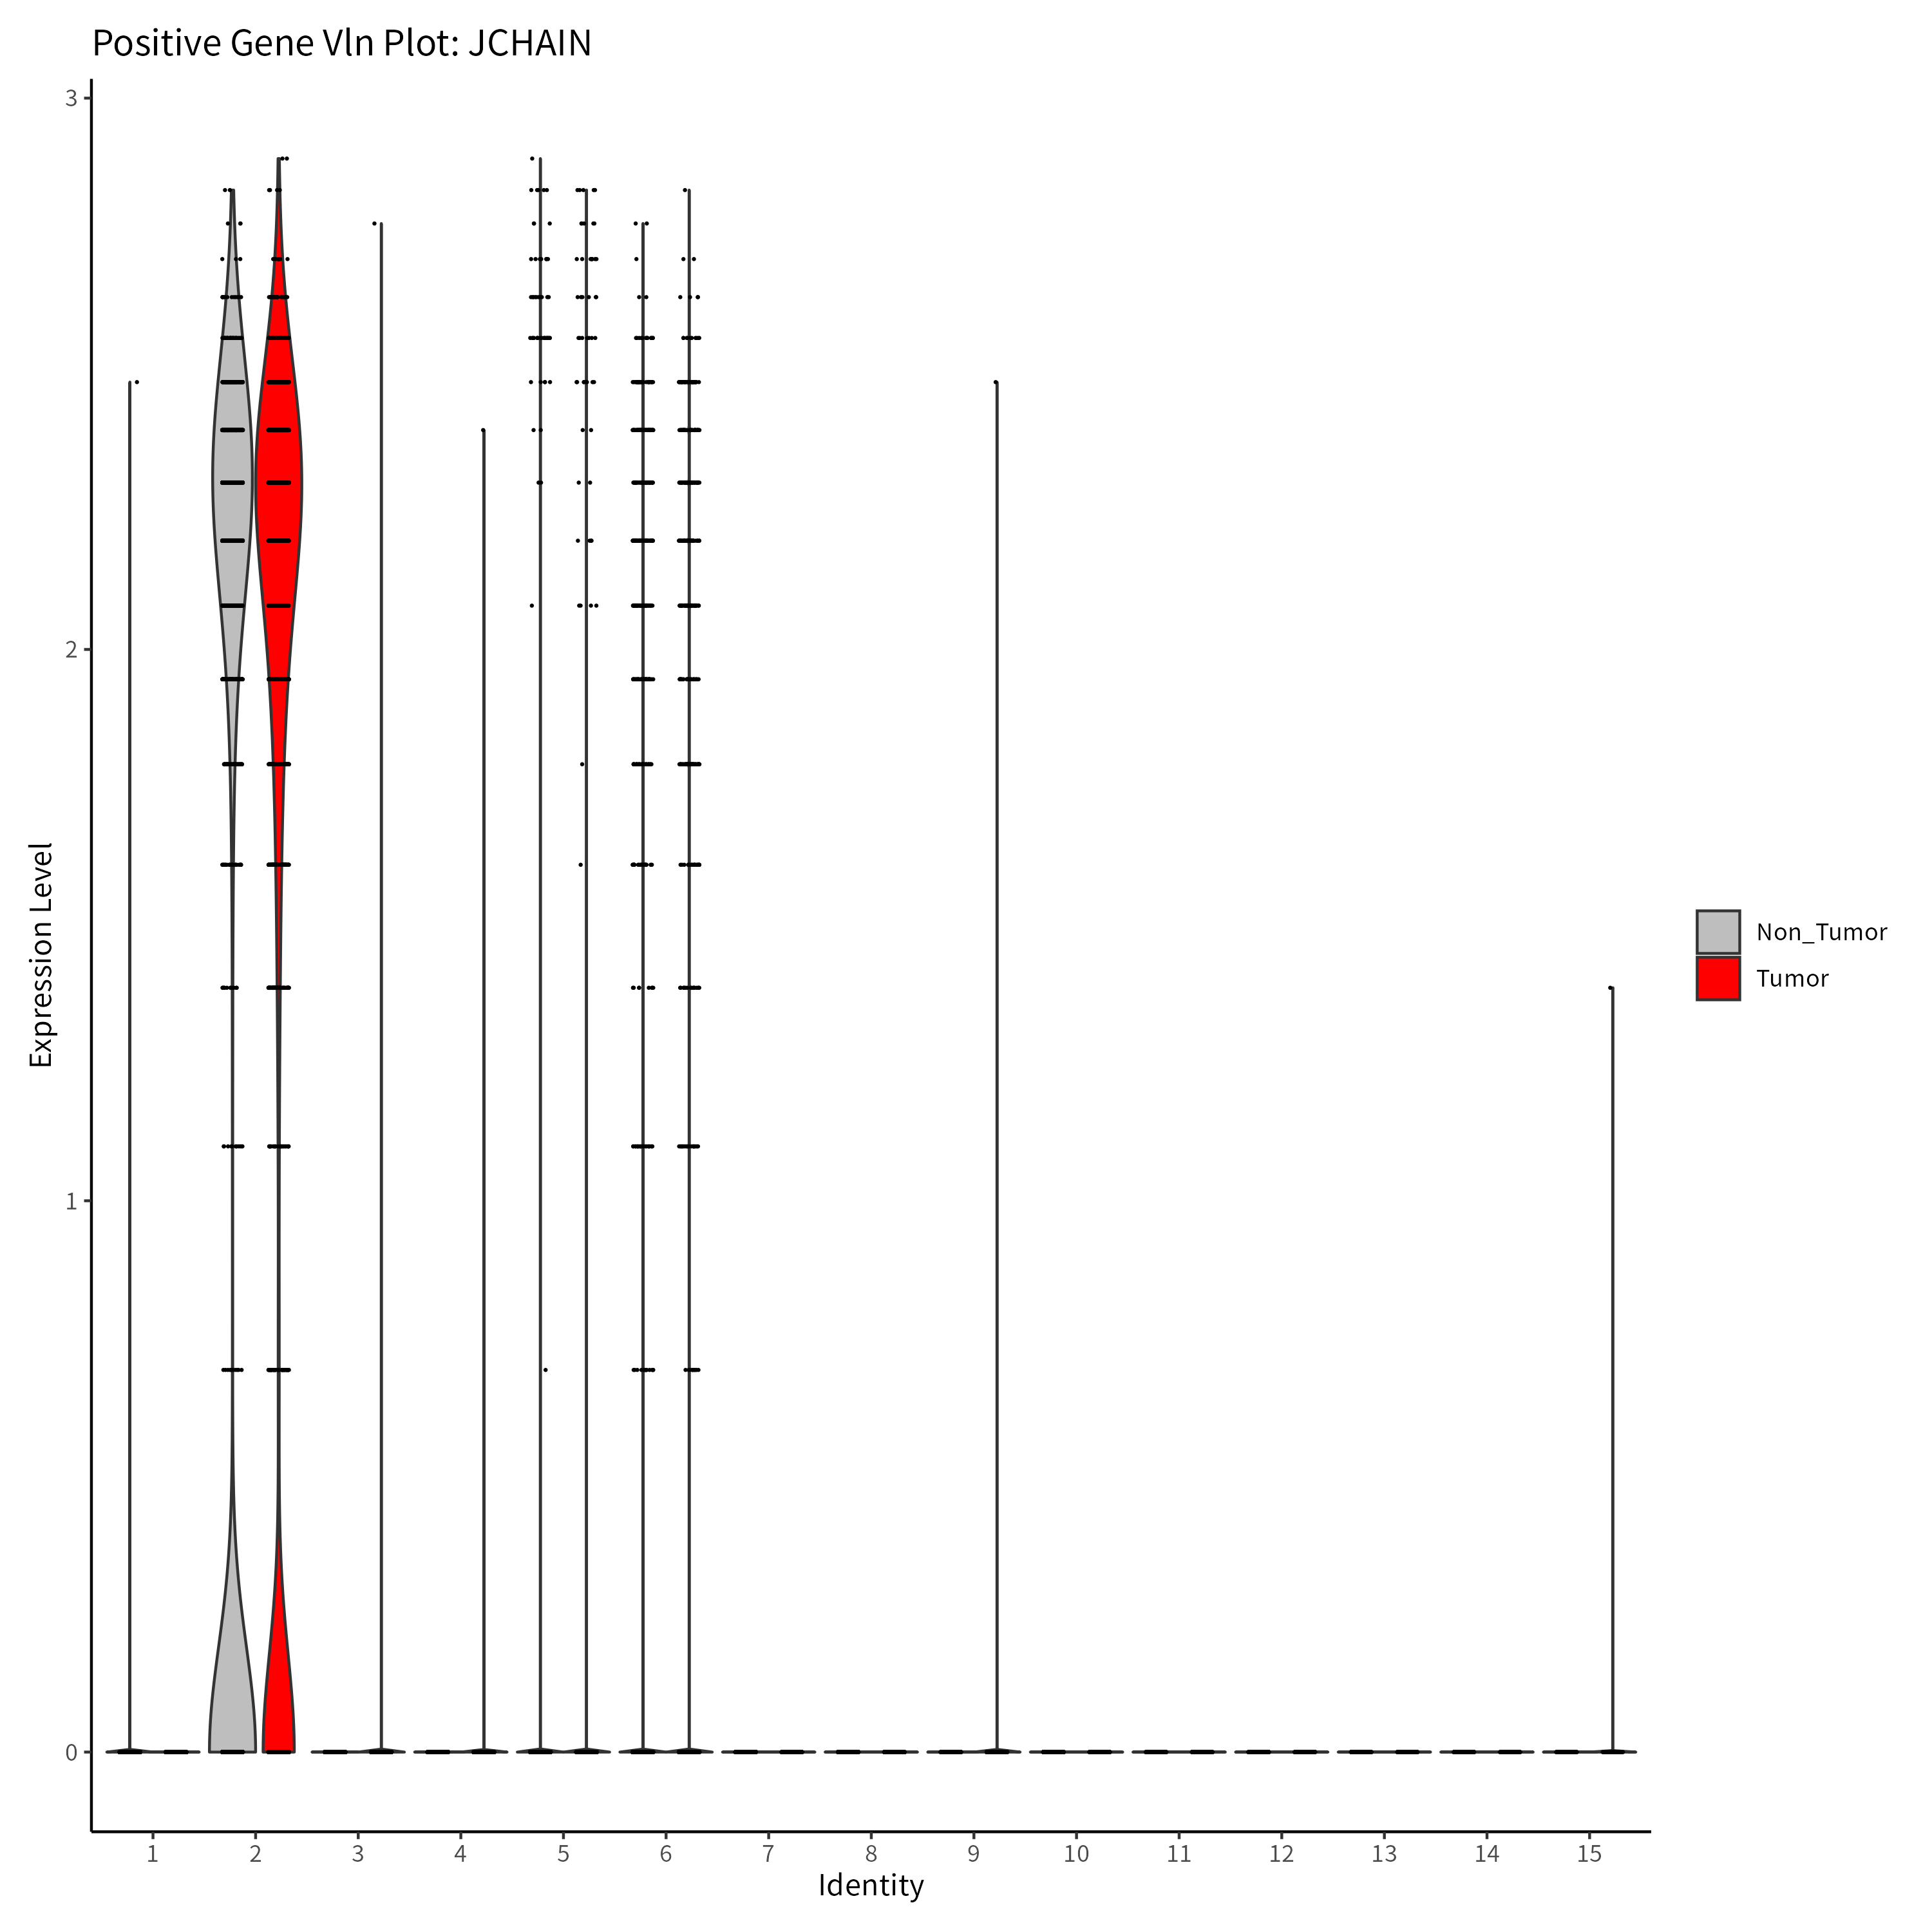 Positive Gene Vln Plot: JCHAIN
3
2
1
0
Expression Level
1 2 3 4 5 6 7 8 9 10 11 12 13 14 15
Identity
Non_Tumor
Tumor